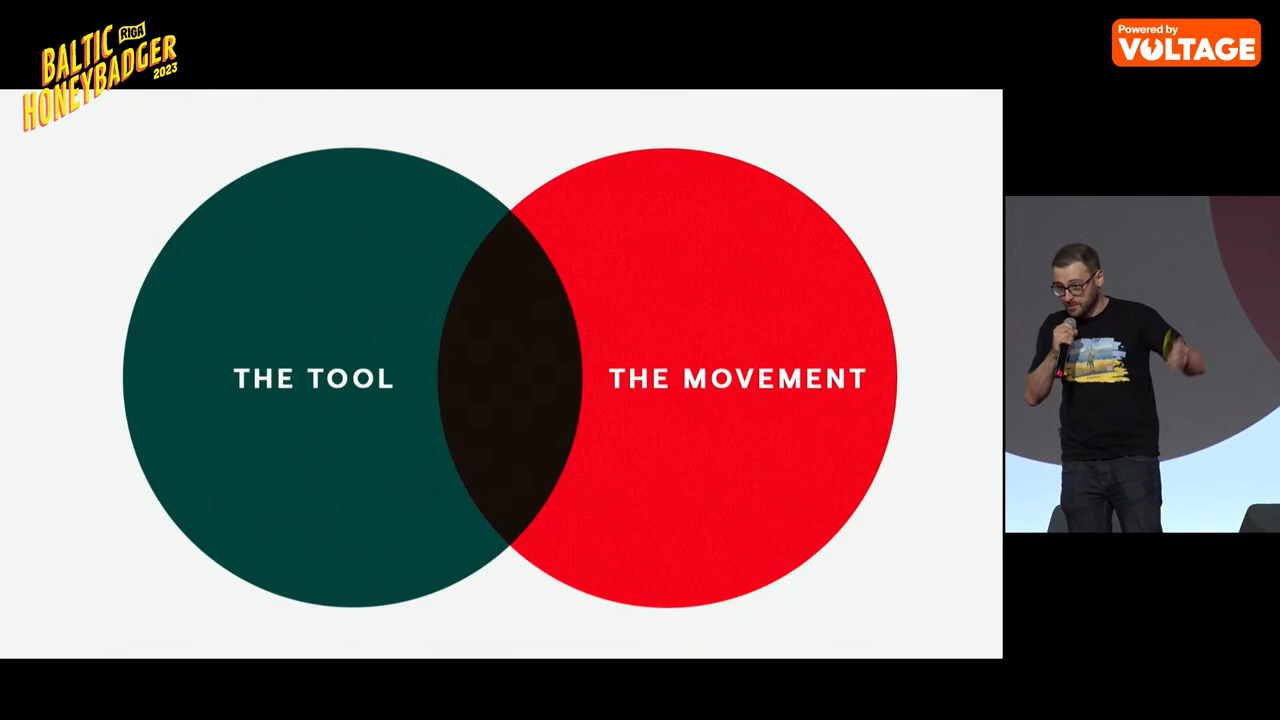 BALTIC
RIGA
HONEYBADGER
2023
Powered by
VOLTAGE
THE TOOL
THE MOVEMENT